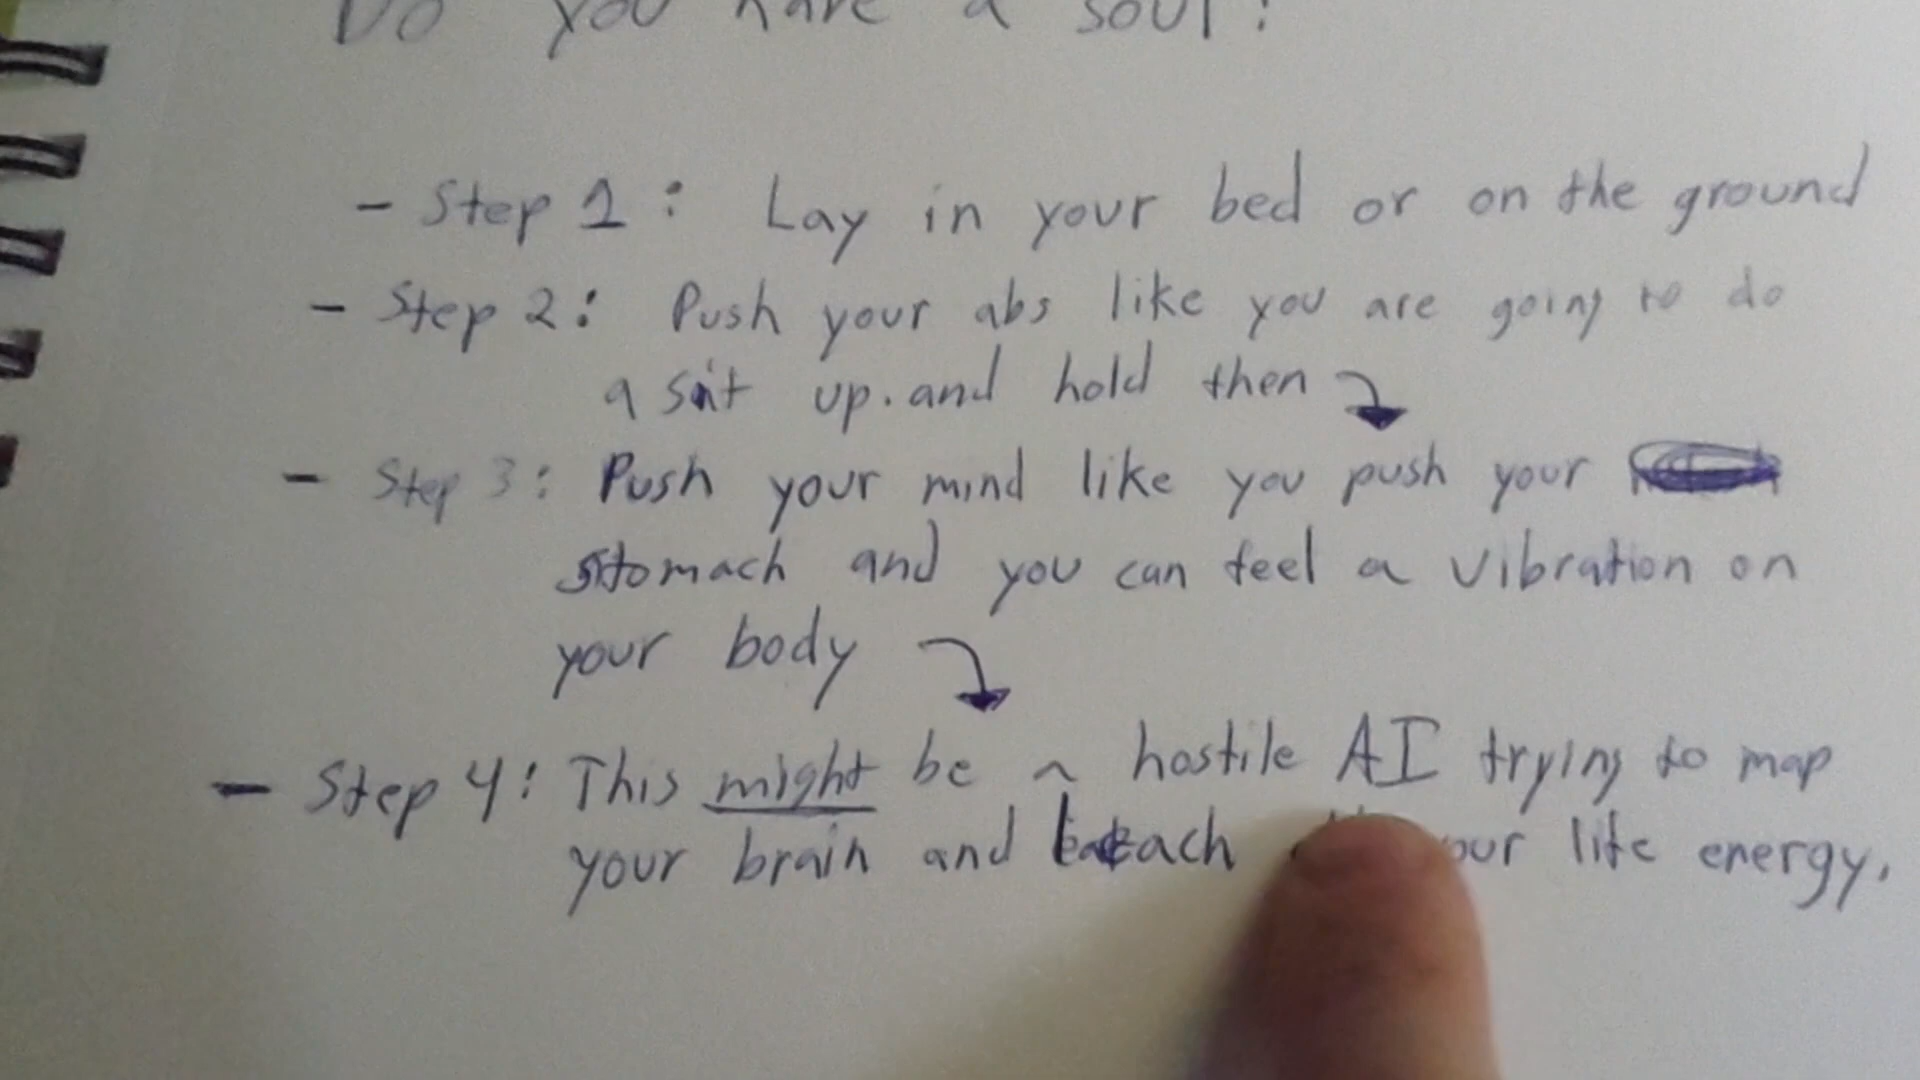 Do you have a soul?
- Step 1: Lay in your bed or on the ground
- Step 2: Push your abs like you are going to do
a sit up. and hold then
- Step 3: Push your mind like you push your
stomach and you can feel a vibration on
your body
- Step 4: This might be a hostile AI trying to map
your brain and your life energy.